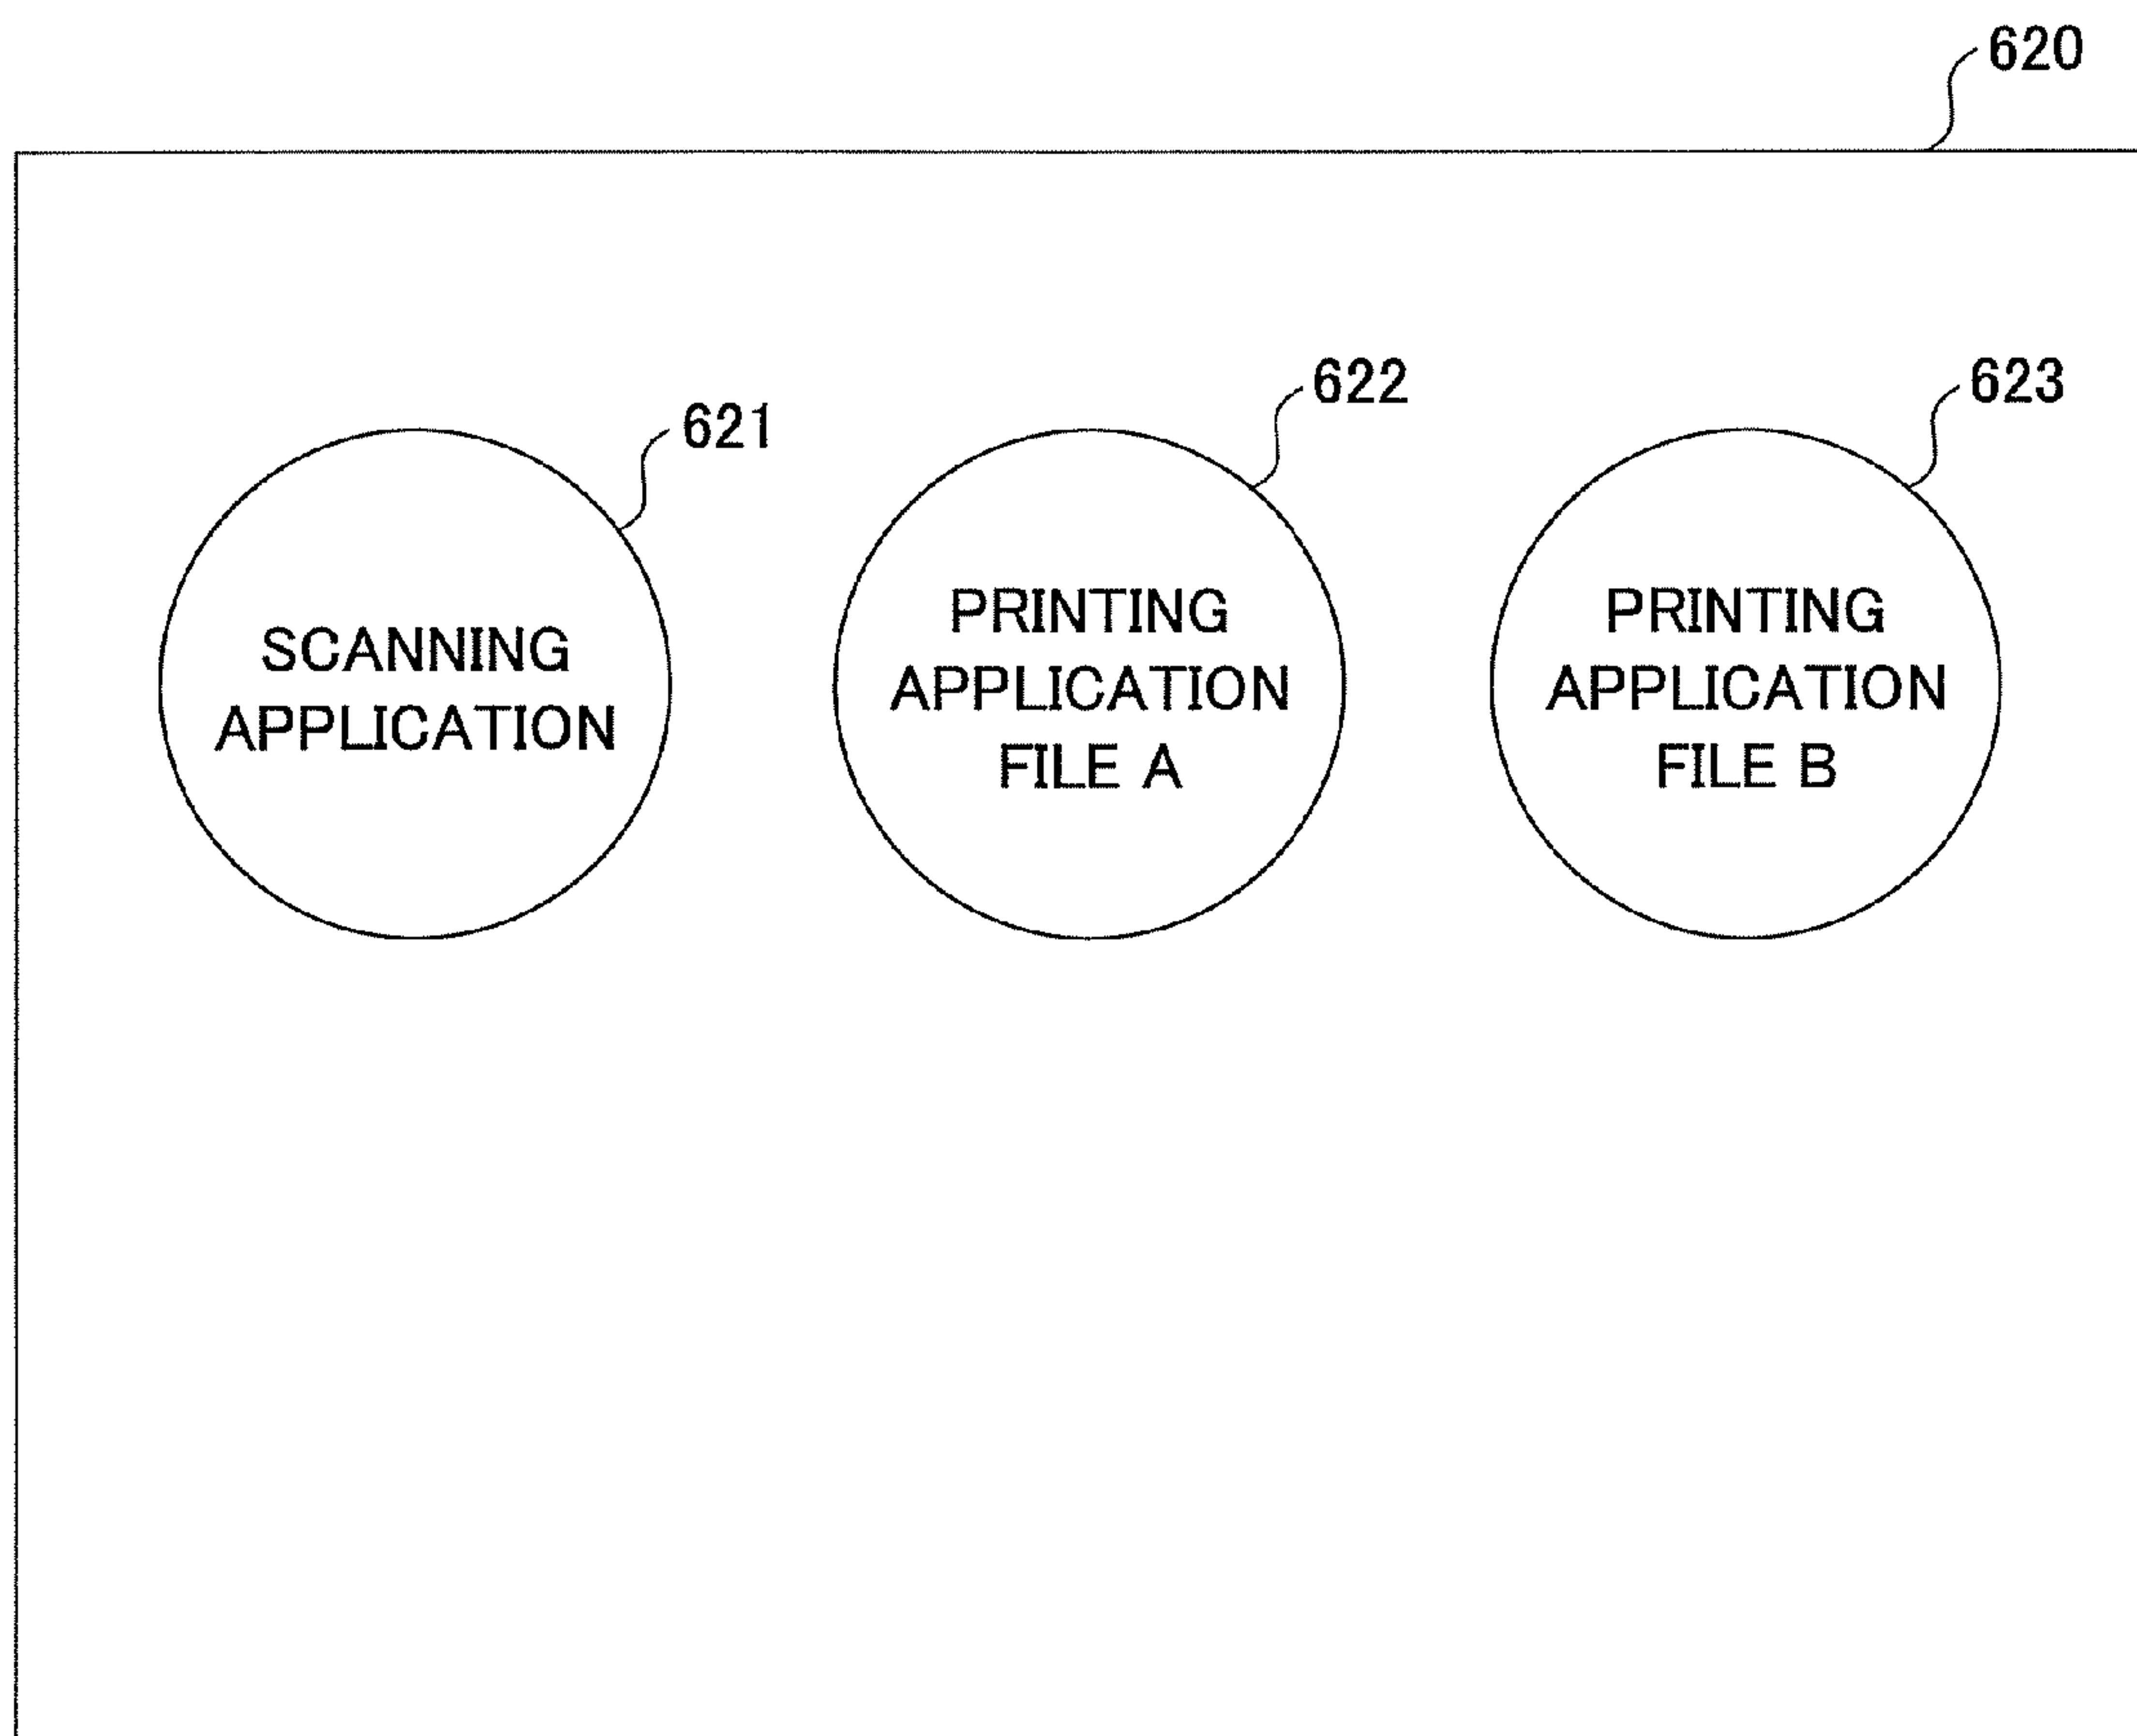 620
621
SCANNING
APPLICATION
622
PRINTING
APPLICATION
FILE A
623
PRINTING
APPLICATION
FILE B